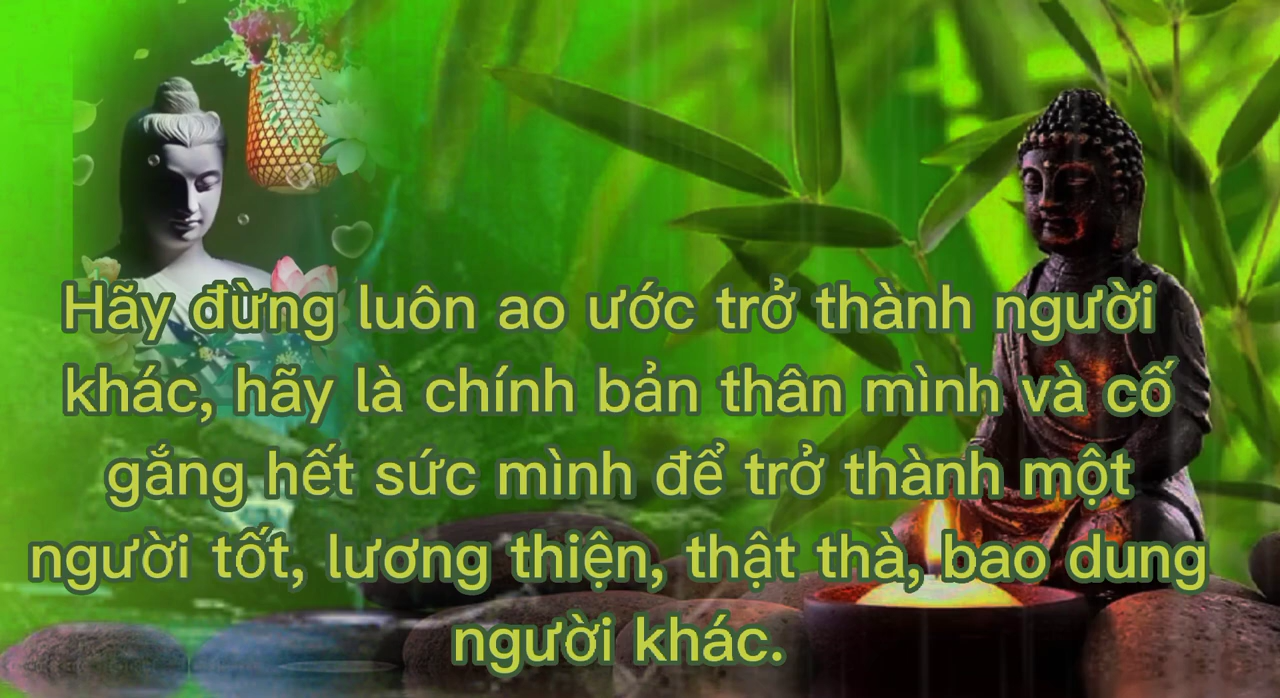 Hãy đừng luôn ao ước trở thành người
khác, hãy là chính bản thân mình và cố
gắng hết sức mình để trở thành một
người tốt, lương thiện, thật thà, bao dung
người khác.